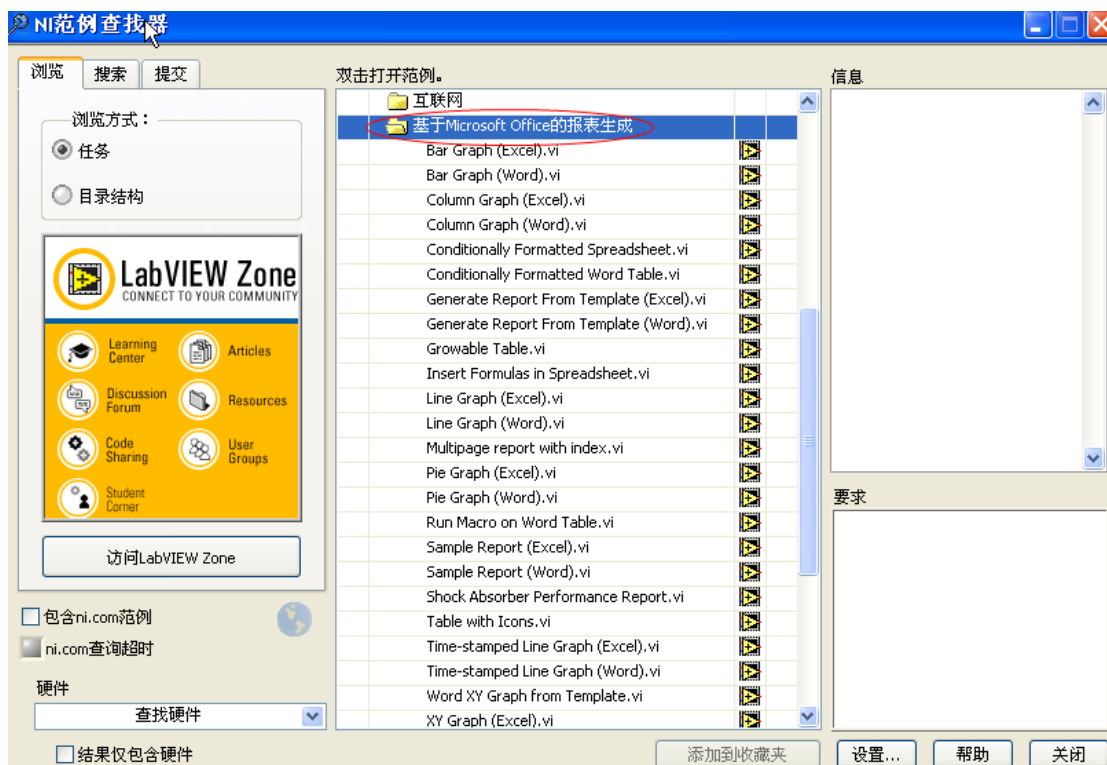 NI范例查找器
浏览
搜索
提交
浏览方式：
任务
目录结构
LabVIEW Zone
CONNECT TO YOUR COMMUNITY
Learning Center
Articles
Discussion Forum
Resources
Code Sharing
User Groups
Student Corner
访问LabVIEW Zone
包含ni.com范例
ni.com查询超时
硬件
查找硬件
结果仅包含硬件
双击打开范例。
互联网
基于Microsoft Office的报表生成
Bar Graph (Excel).vi
Bar Graph (Word).vi
Column Graph (Excel).vi
Column Graph (Word).vi
Conditionally Formatted Spreadsheet.vi
Conditionally Formatted Word Table.vi
Generate Report From Template (Excel).vi
Generate Report From Template (Word).vi
Growable Table.vi
Insert Formulas in Spreadsheet.vi
Line Graph (Excel).vi
Line Graph (Word).vi
Multipage report with index.vi
Pie Graph (Excel).vi
Pie Graph (Word).vi
Run Macro on Word Table.vi
Sample Report (Excel).vi
Sample Report (Word).vi
Shock Absorber Performance Report.vi
Table with Icons.vi
Time-stamped Line Graph (Excel).vi
Time-stamped Line Graph (Word).vi
Word XY Graph from Template.vi
XY Graph (Excel).vi
信息
要求
添加到收藏夹
设置...
帮助
关闭